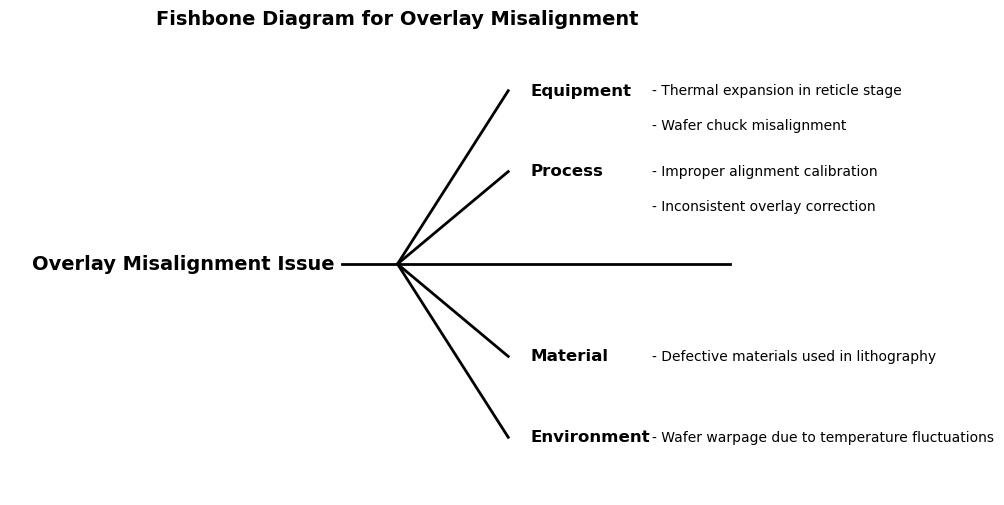 Fishbone Diagram for Overlay Misalignment
Equipment - Thermal expansion in reticle stage
- Wafer chuck misalignment
Process - Improper alignment calibration
- Inconsistent overlay correction
Overlay Misalignment Issue
Material - Defective materials used in lithography
Environment - Wafer warpage due to temperature fluctuations